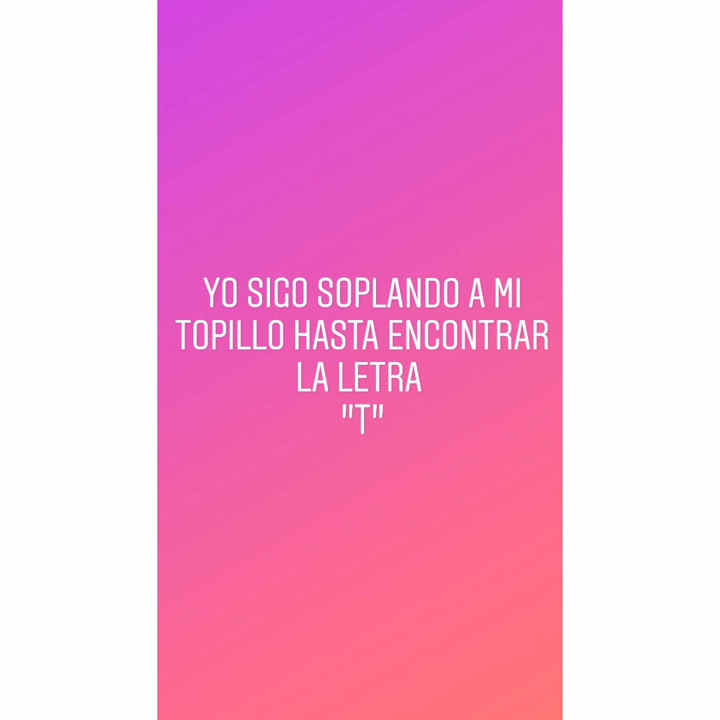 YO SIGO SOPLANDO A MI
TOPILLO HASTA ENCONTRAR
LA LETRA
"T"